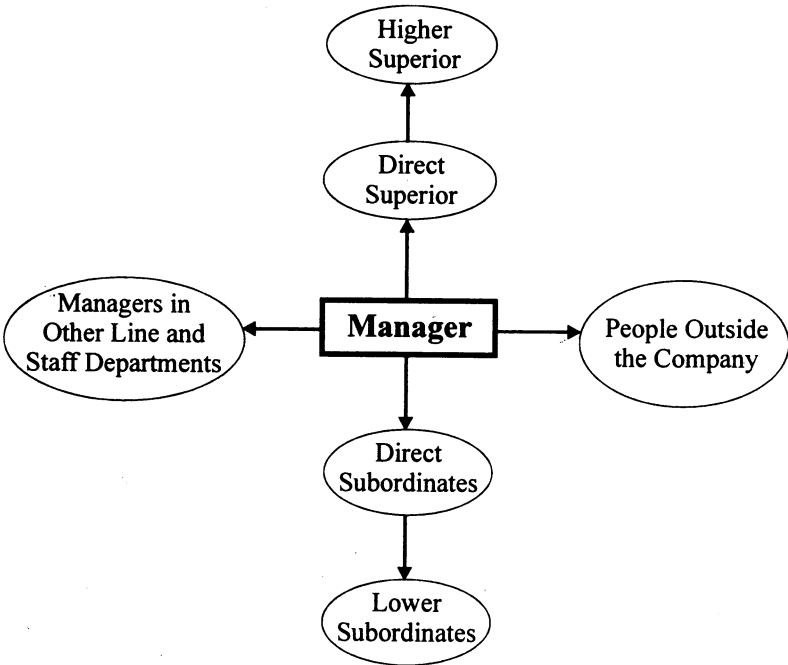 Higher
Superior
Direct
Superior
Managers in
Other Line and
Staff Departments
Manager
People Outside
the Company
Direct
Subordinates
Lower
Subordinates